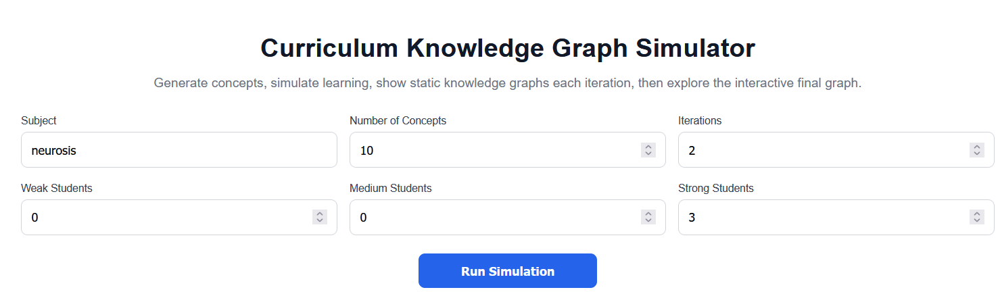 Curriculum Knowledge Graph Simulator
Generate concepts, simulate learning, show static knowledge graphs each iteration, then explore the interactive final graph.
Subject
Number of Concepts
Iterations
neurosis
10
2
Weak Students
Medium Students
Strong Students
0
0
3
Run Simulation